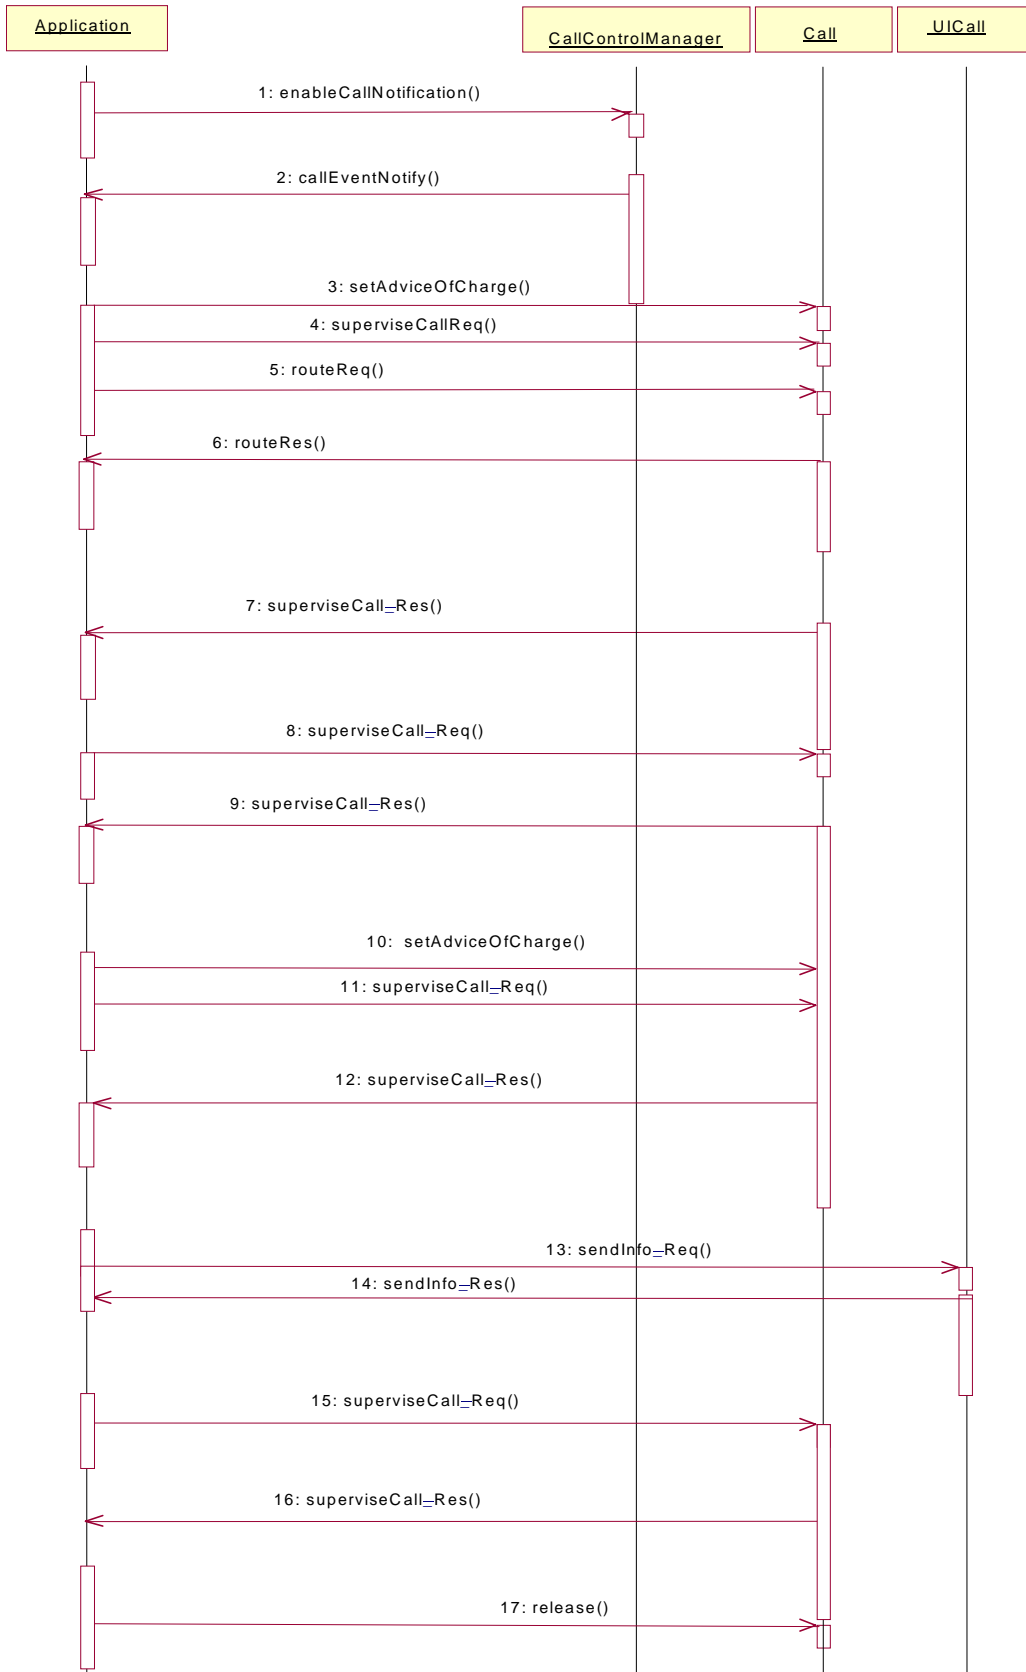 Application
CallControlManager
Call
UICall
1: enableCallNotification()
2: callEventNotify()
3: setAdviceOfCharge()
4: superviseCallReq()
5: routeReq()
6: routeRes()
7: superviseCall_Res()
8: superviseCall_Req()
9: superviseCall_Res()
10: setAdviceOfCharge()
11: superviseCall_Req()
12: superviseCall_Res()
13: sendInfo_Req()
14: sendInfo_Res()
15: superviseCall_Req()
16: superviseCall_Res()
17: release()